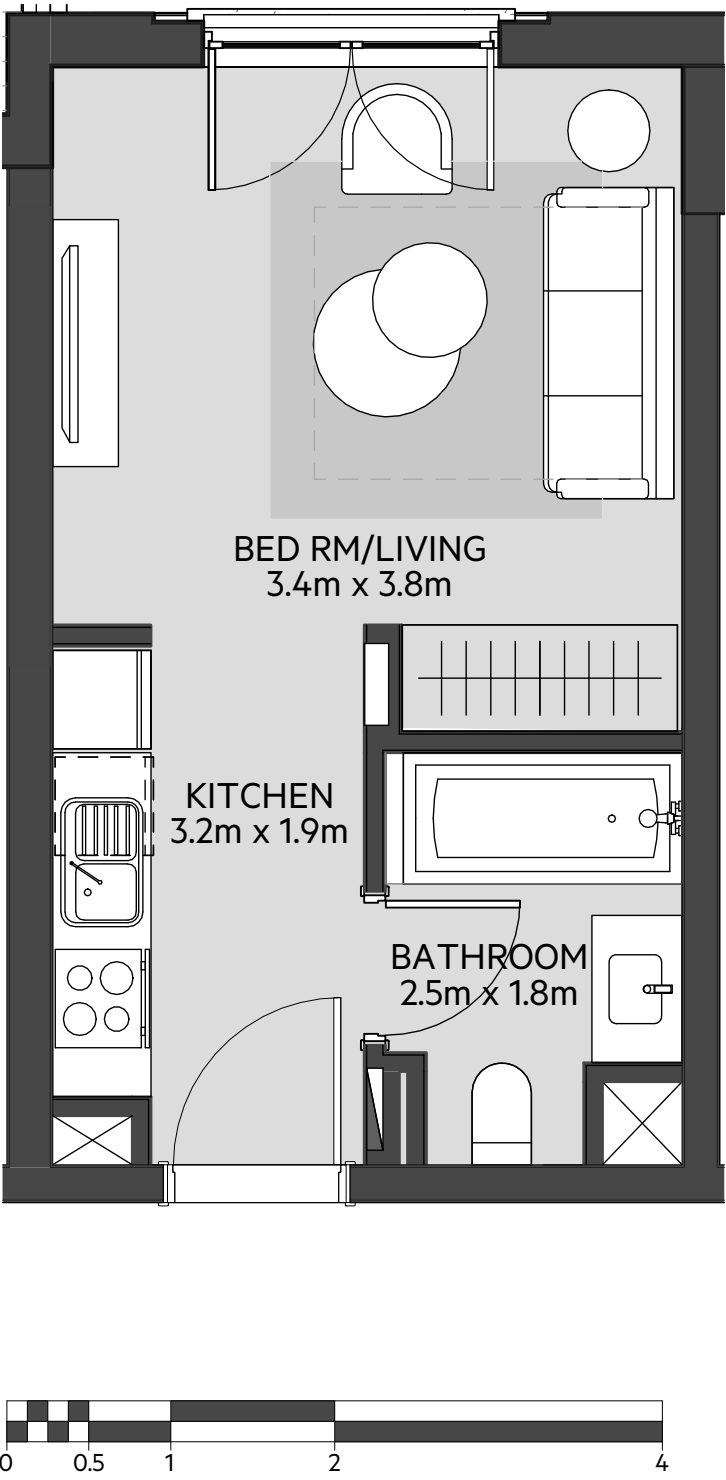 BED RM/LIVING
3.4m x 3.8m
KITCHEN
3.2m x 1.9m
BATHROOM
2.5m x 1.8m
0 0.5 1 2 4